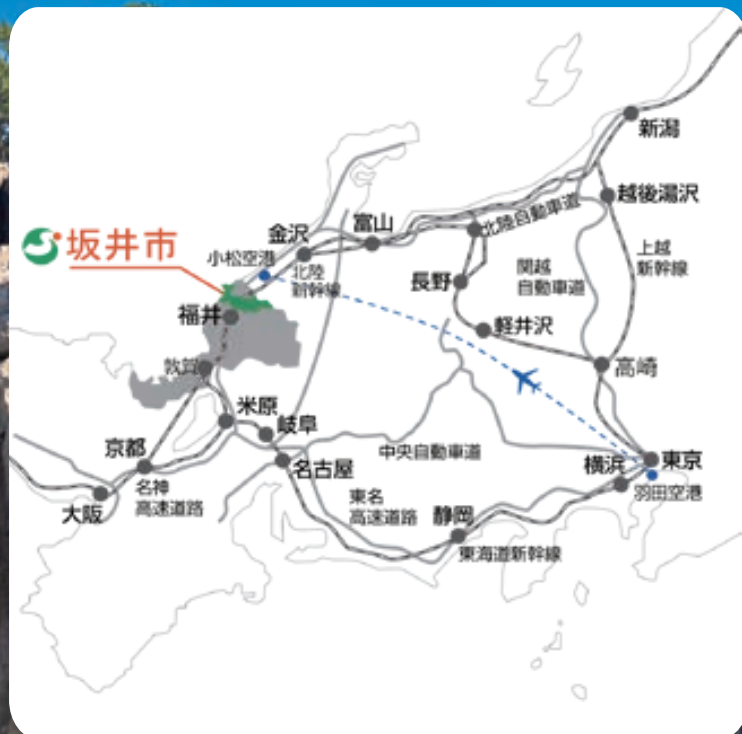 新潟
越後湯沢
北陸自動車道
上越
新幹線
富山
金沢
坂井市
小松空港
北陸
新幹線
長野
関越
自動車道
福井
軽井沢
敦賀
高崎
米原
岐阜
京都
中央自動車道
名古屋
横浜
東京
羽田空港
名神
高速道路
大阪
東名
高速道路
静岡
東海道新幹線